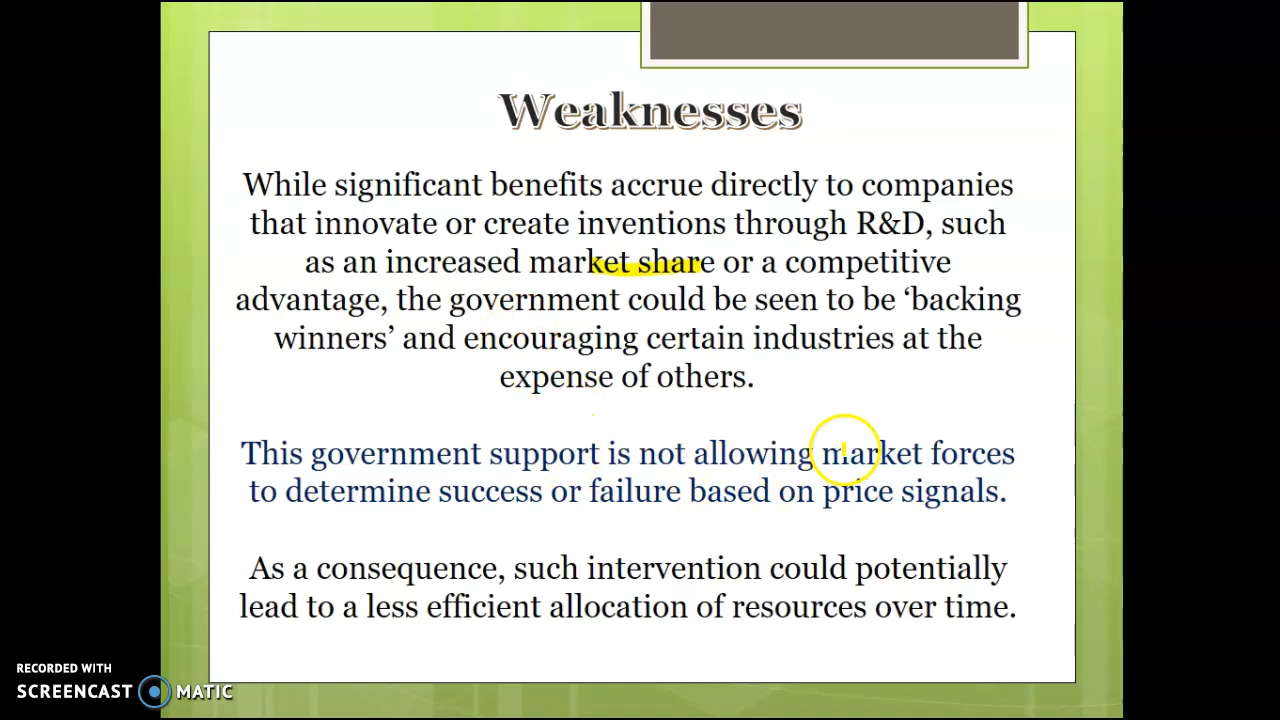 Weaknesses
While significant benefits accrue directly to companies
that innovate or create inventions through R&D, such
as an increased market share or a competitive
advantage, the government could be seen to be ‘backing
winners’ and encouraging certain industries at the
expense of others.
This government support is not allowing market forces
to determine success or failure based on price signals.
As a consequence, such intervention could potentially
lead to a less efficient allocation of resources over time.
RECORDED WITH
SCREENCAST MATIC